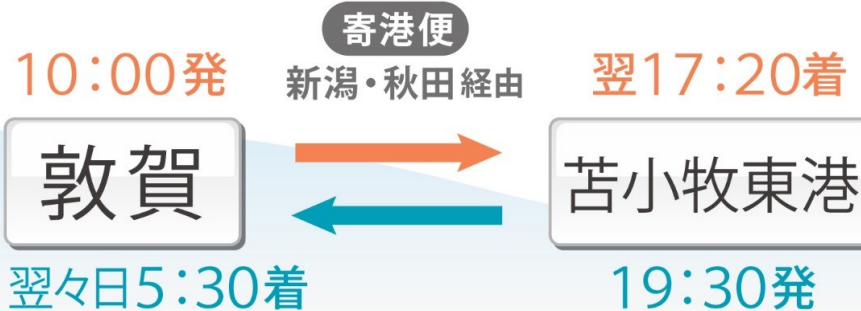 寄港便
10:00発
新潟・秋田経由
翌17:20着
敦賀
苫小牧東港
翌々日5:30着
19:30発